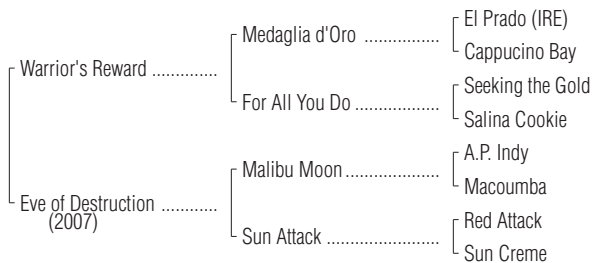 El Prado (IRE)
Medaglia d'Oro ................
Cappucino Bay
Warrior's Reward .............
Seeking the Gold
For All You Do ..................
Salina Cookie
A.P. Indy
Malibu Moon....................
Macoumba
Eve of Destruction ...........
(2007)
Red Attack
Sun Attack ........................
Sun Creme